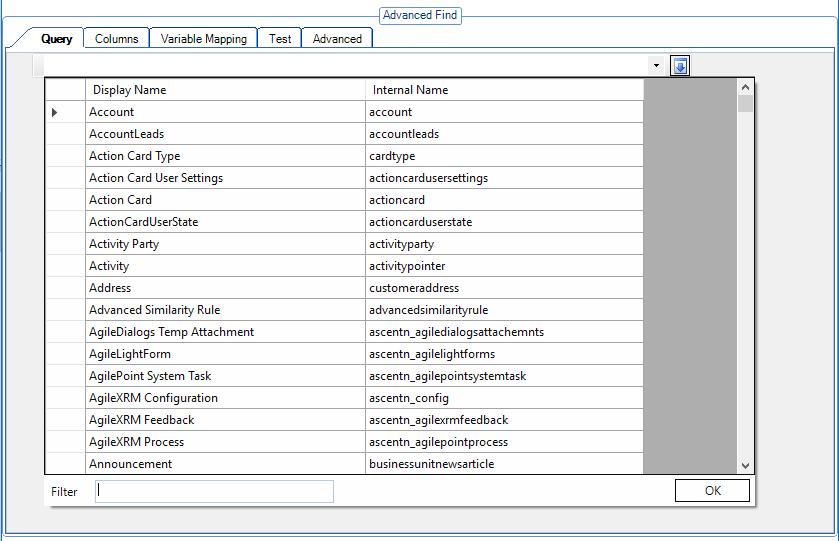 Advanced Find
Query Columns Variable Mapping Test Advanced
Display Name Internal Name
Account account
AccountLeads accountleads
Action Card Type cardtype
Action Card User Settings actioncardusersettings
Action Card actioncard
ActionCardUserState actioncarduserstate
Activity Party activityparty
Activity activitypointer
Address customeraddress
Advanced Similarity Rule advancedsimilarityrule
AgileDialogs Temp Attachment ascentn_agiledialogsattachemnts
AgileLightForm ascentn_agilelightforms
AgilePoint System Task ascentn_agilepointsystemtask
AgileXRM Configuration ascentn_config
AgileXRM Feedback ascentn_agilexrmfeedback
AgileXRM Process ascentn_agilepointprocess
Announcement businessunitnewsarticle
Filter OK